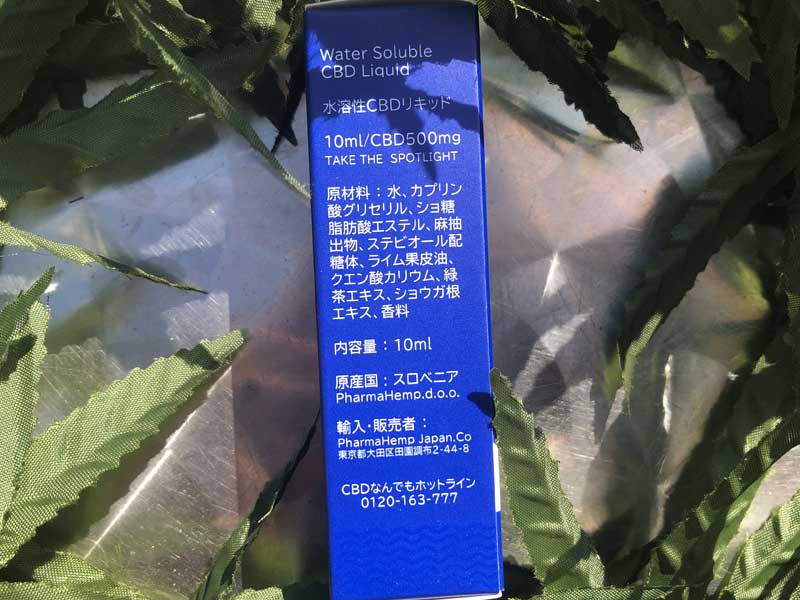 Water Soluble
CBD Liquid
水溶性CBDリキッド
10ml/CBD500mg
TAKE THE SPOTLIGHT
原材料：水、カプリン
酸グリセリル、ショ糖
脂肪酸エステル、麻抽
出物、ステビオール配
糖体、ライム果皮油、
クエン酸カリウム、緑
茶エキス、ショウガ根
エキス、香料
内容量：10ml
原産国：スロベニア
PharmaHemp.d.o.o.
輸入・販売者：
PharmaHemp Japan.Co
東京都大田区田園調布2-44-8
CBDなんでもホットライン
0120-163-777